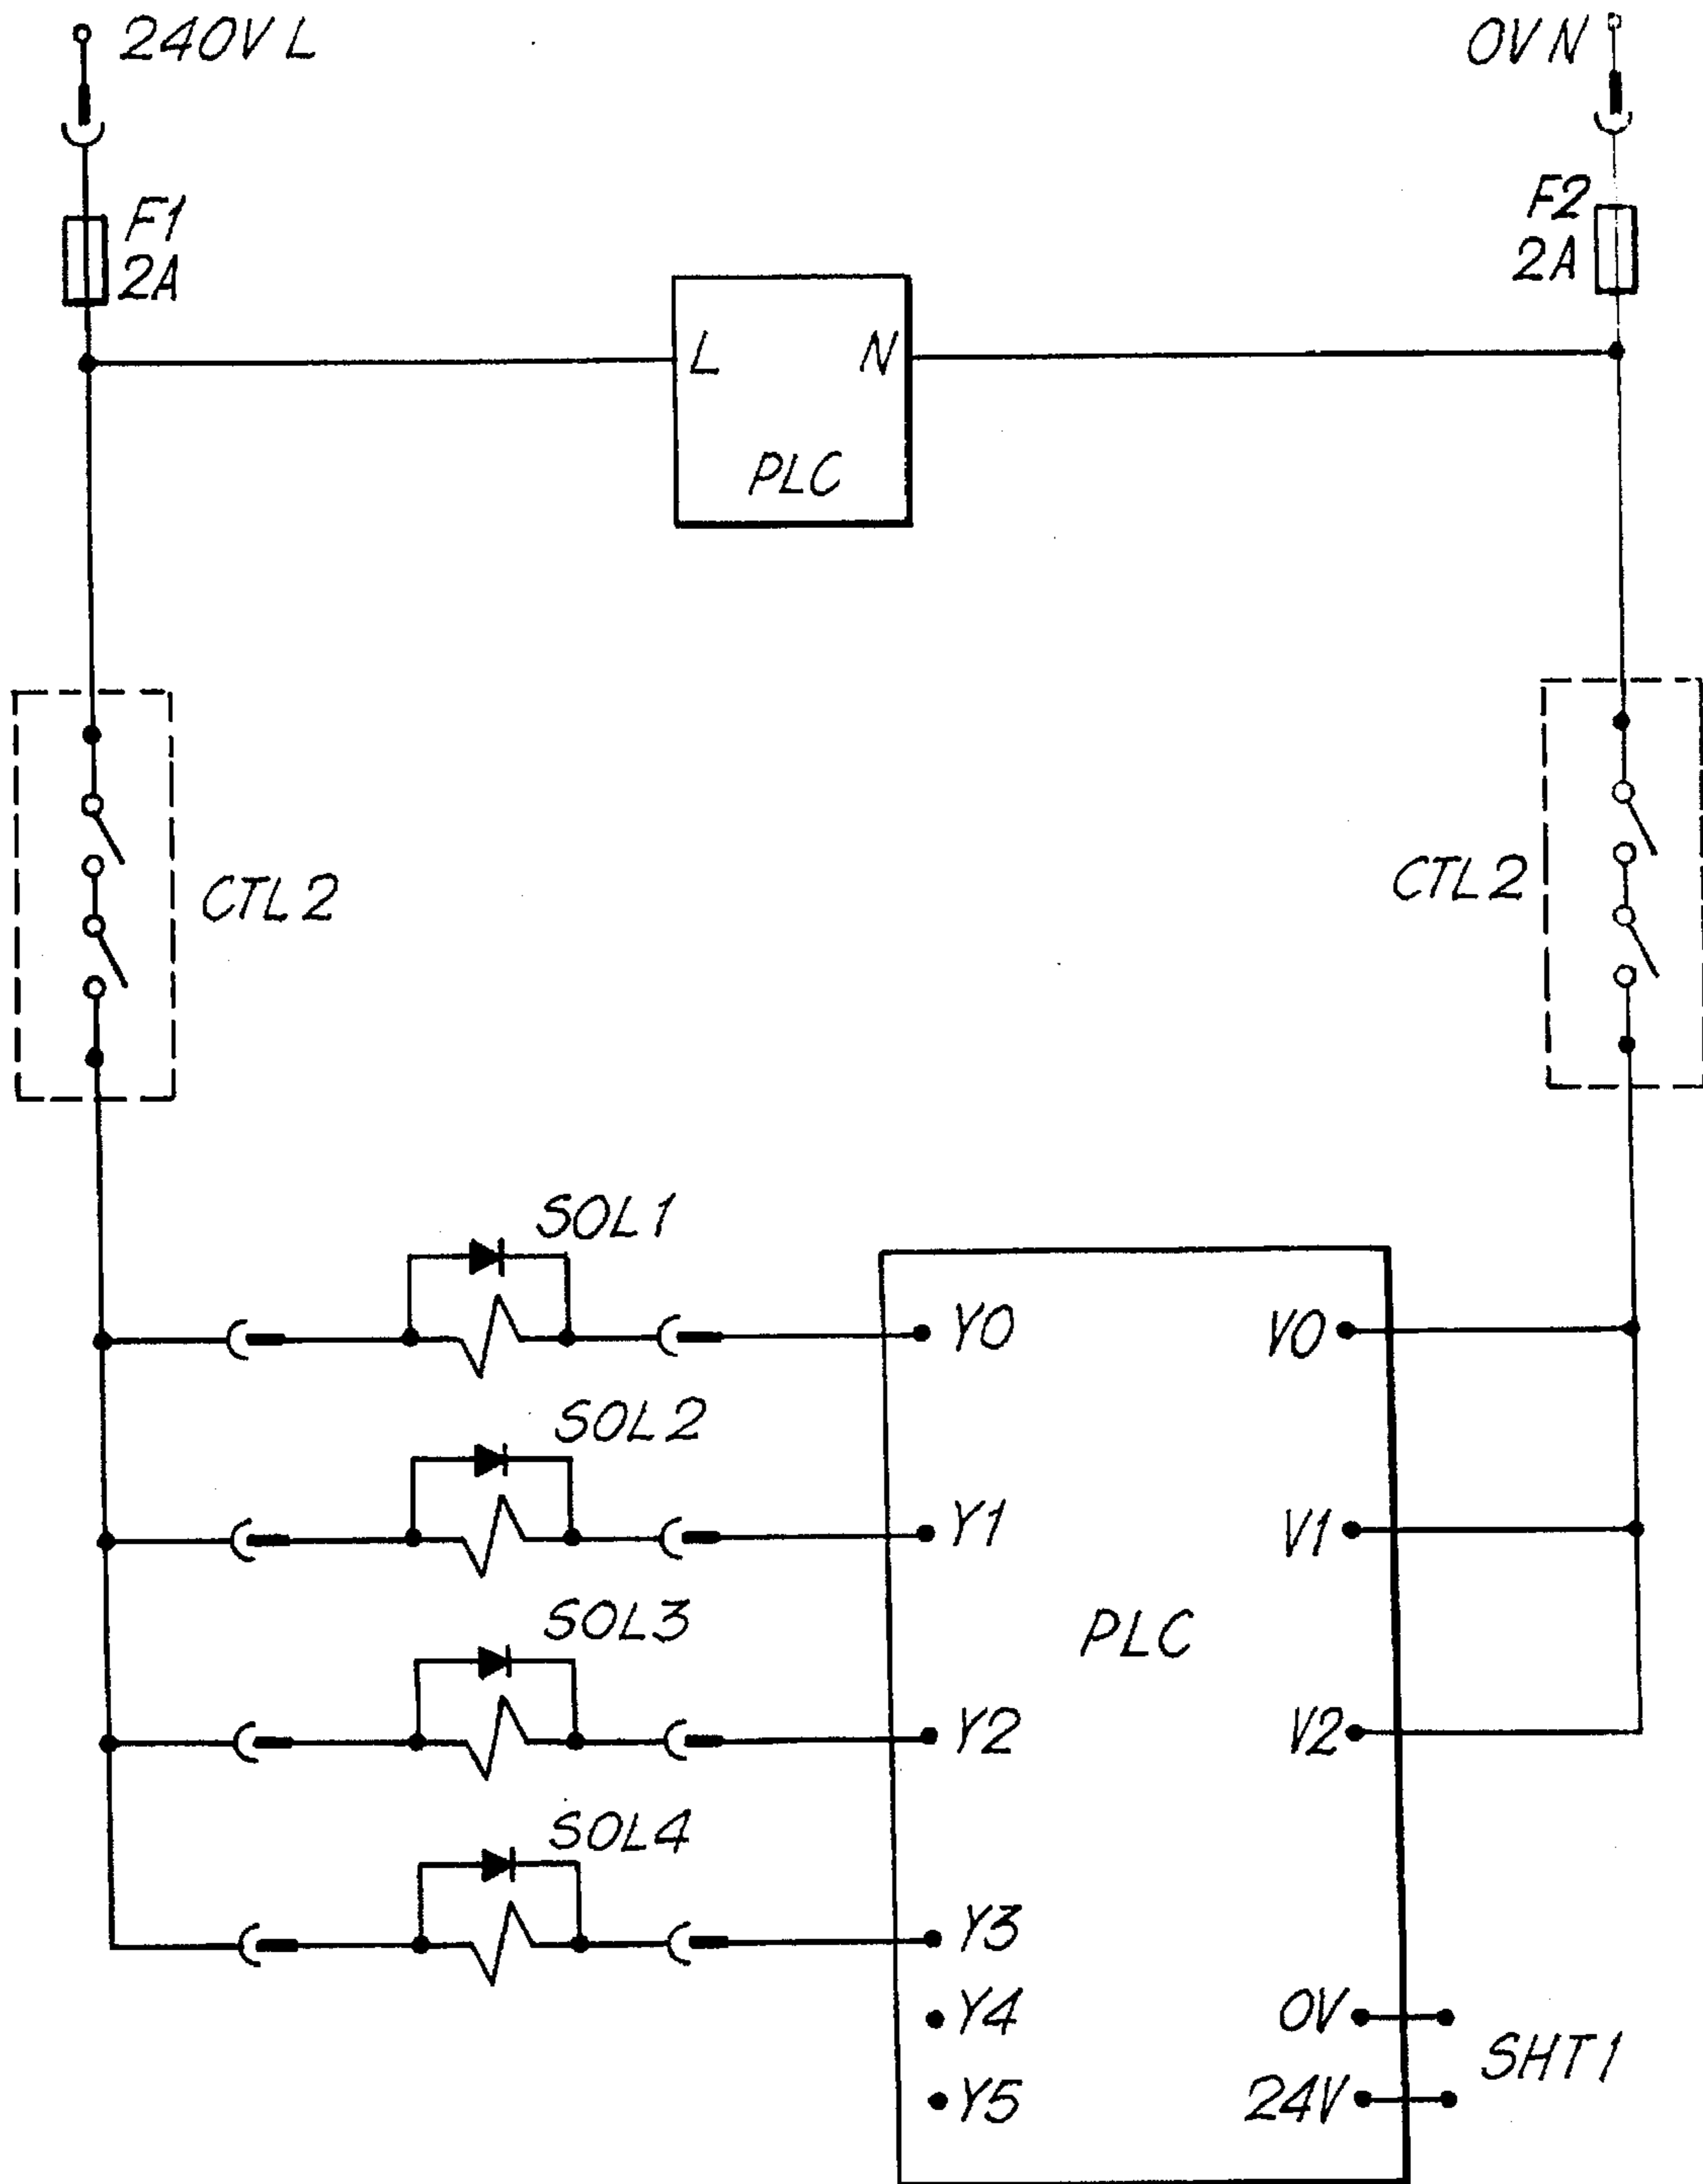 240V L
0V N
F1
2A
F2
2A
L
N
PLC
CTL2
CTL2
SOL1
Y0
V0
SOL2
Y1
V1
SOL3
PLC
Y2
V2
SOL4
Y3
Y4
0V
SHT1
Y5
24V